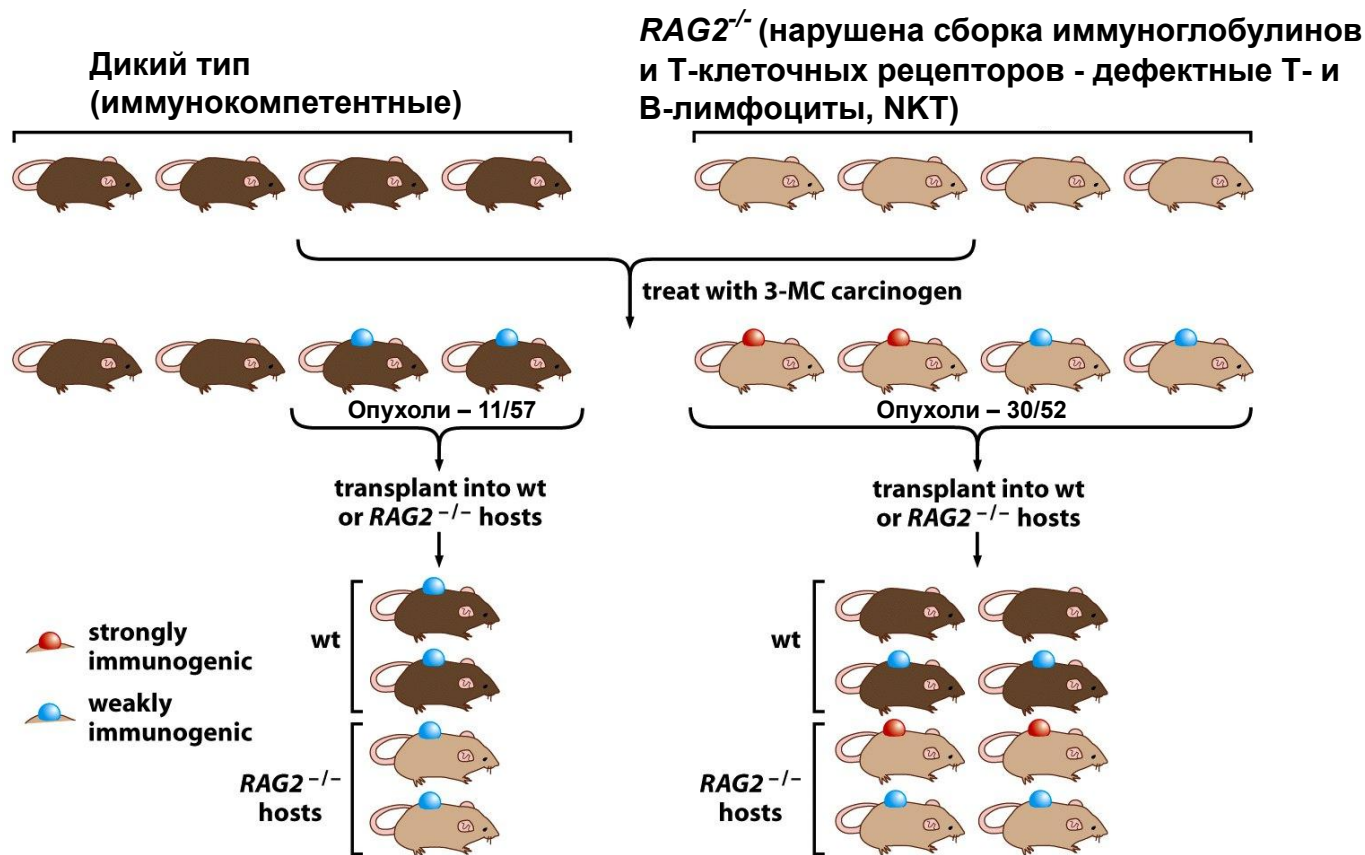 Дикий тип
(иммунокомпетентные)
RAG2-/- (нарушена сборка иммуноглобулинов
и Т-клеточных рецепторов - дефектные Т- и
В-лимфоциты, NKT)
treat with 3-MC carcinogen
Опухоли – 11/57
Опухоли – 30/52
transplant into wt
or RAG2 –/– hosts
transplant into wt
or RAG2 –/– hosts
strongly
immunogenic
weakly
immunogenic
wt
RAG2 –/–
hosts
wt
RAG2 –/–
hosts